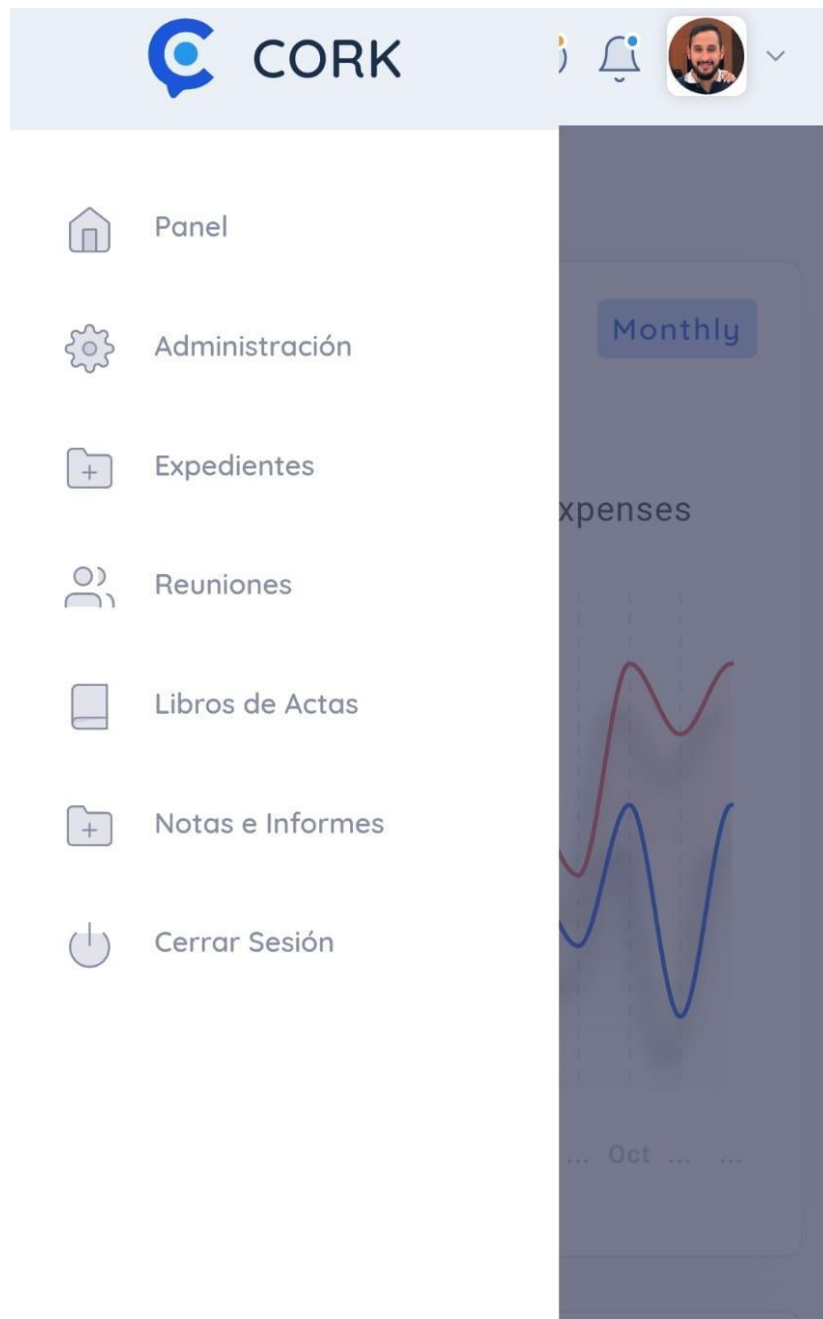 CORK
Panel
Administración
Monthly
Expedientes
xpenses
Reuniones
Libros de Actas
Notas e Informes
Cerrar Sesión
... Oct ... ...